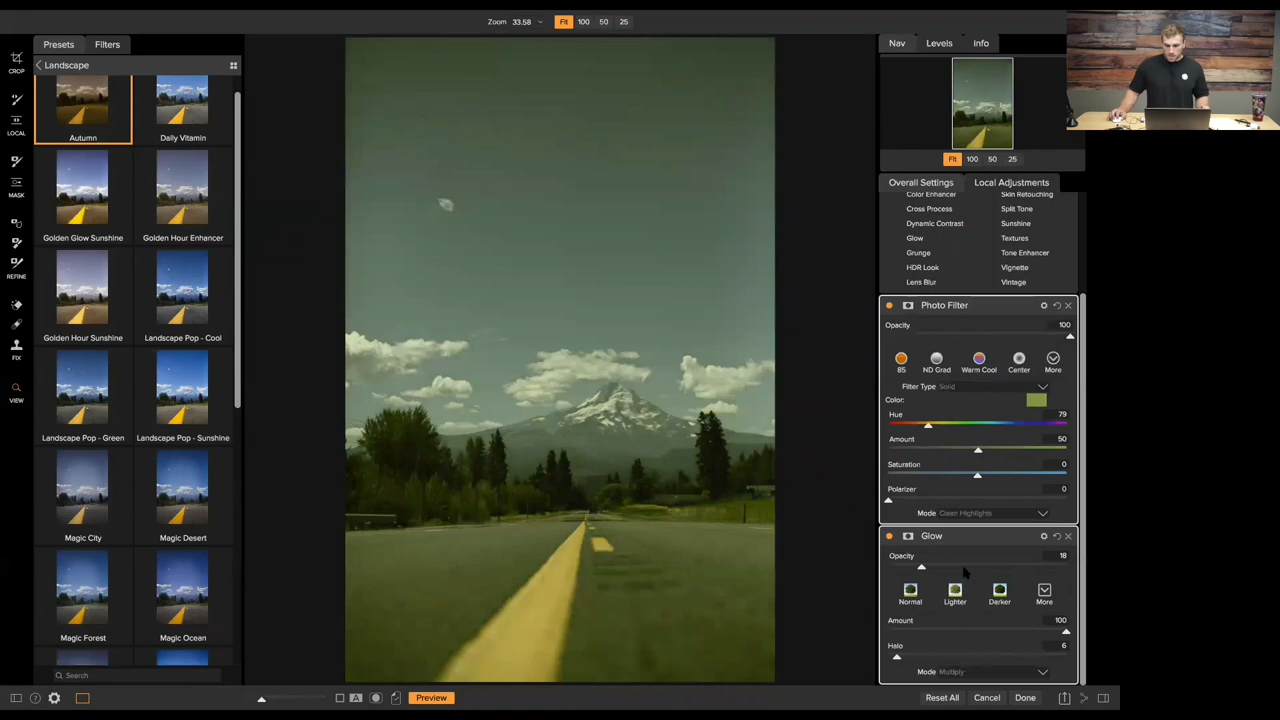 Zoom 33.58 Fit 100 50 25
Presets Filters
Landscape
Autumn Daily Vitamin
Golden Glow Sunshine Golden Hour Enhancer
Golden Hour Sunshine Landscape Pop - Cool
Landscape Pop - Green Landscape Pop - Sunshine
Magic City Magic Desert
Magic Forest Magic Ocean
Search
CROP
LOCAL
MASK
REFINE
FIX
VIEW
A Preview
Nav Levels Info
Fit 100 50 25
Overall Settings Local Adjustments
Color Enhancer Skin Retouching
Cross Process Split Tone
Dynamic Contrast Sunshine
Glow Textures
Grunge Tone Enhancer
HDR Look Vignette
Lens Blur Vintage
Photo Filter
Opacity 100
85 ND Grad Warm Cool Center More
Filter Type Solid
Color:
Hue 79
Amount 50
Saturation 0
Polarizer 0
Mode Clean Highlights
Glow
Opacity 18
Normal Lighter Darker More
Amount 100
Halo 6
Mode Multiply
Reset All Cancel Done